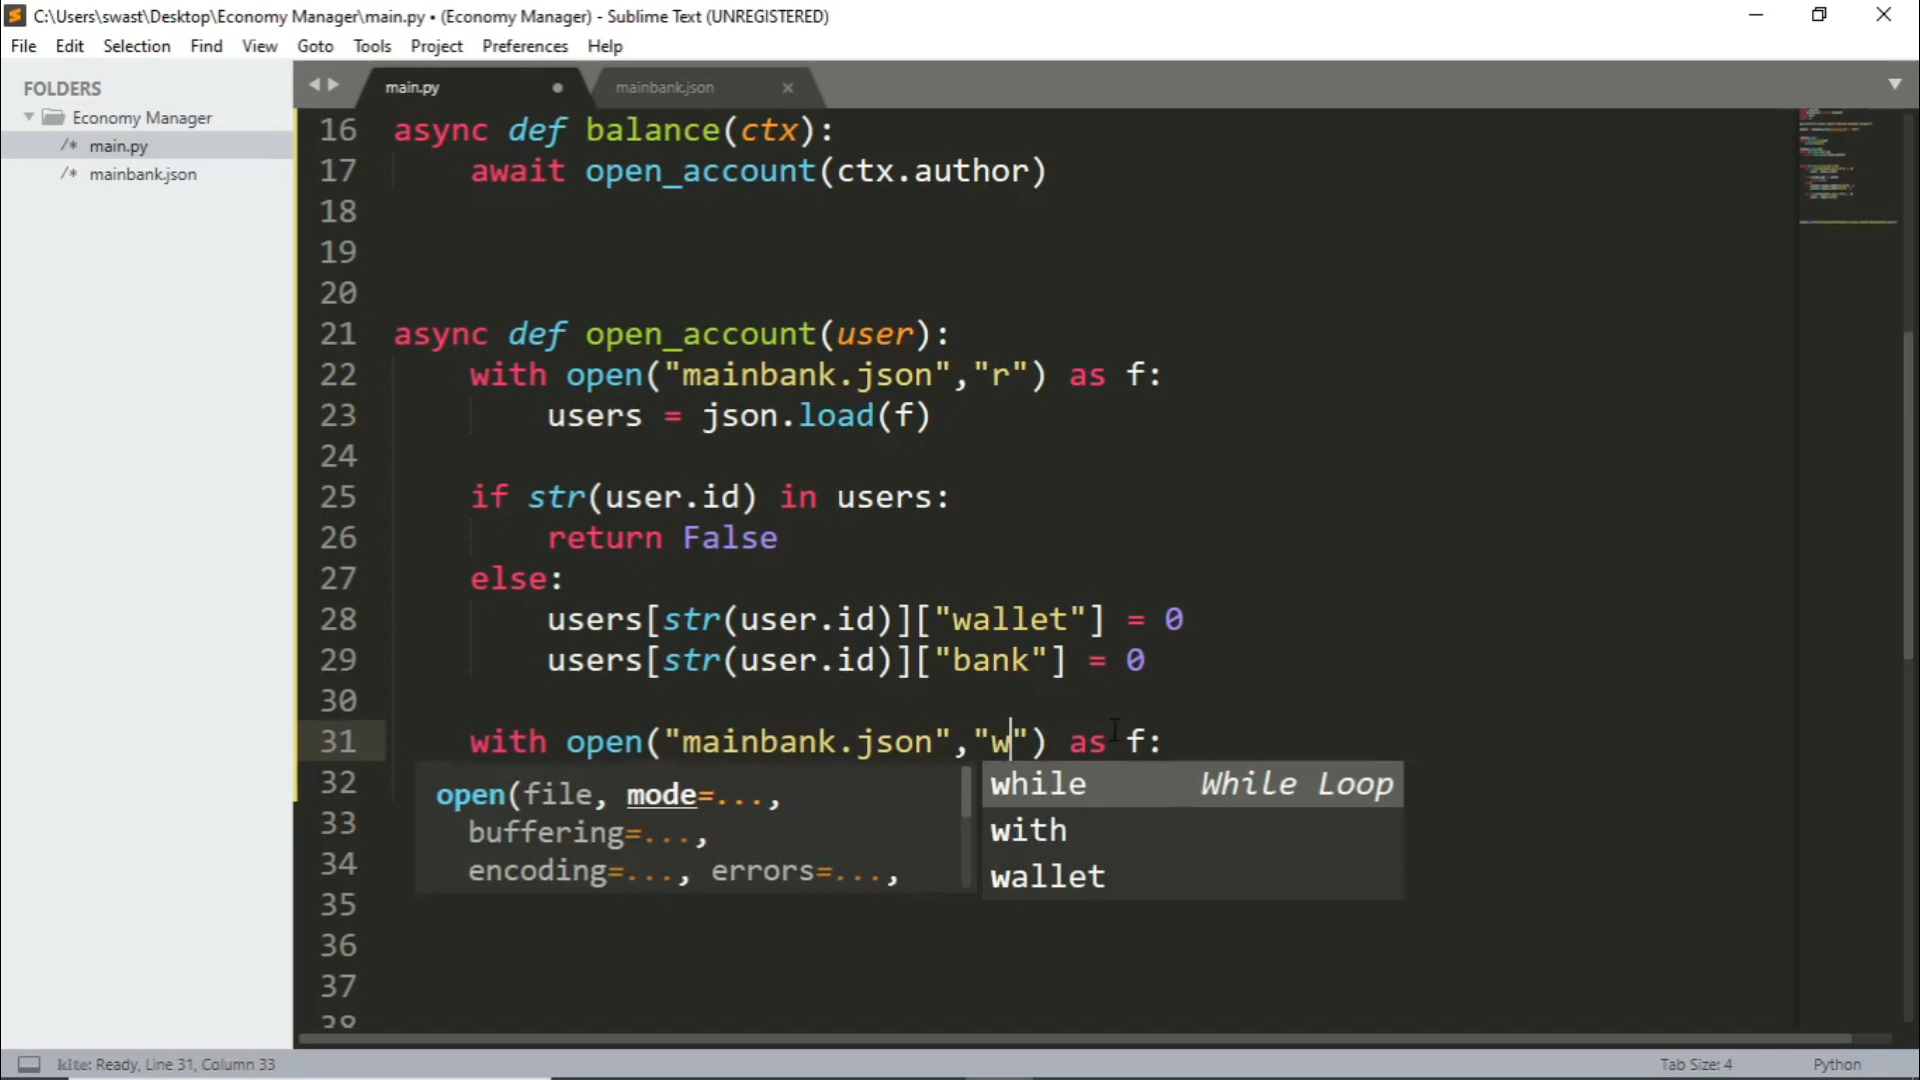 C:\Users\swast\Desktop\Economy Manager\main.py • (Economy Manager) - Sublime Text (UNREGISTERED)
File Edit Selection Find View Goto Tools Project Preferences Help
FOLDERS
Economy Manager
/* main.py
/* mainbank.json
main.py
mainbank.json
16 async def balance(ctx):
17     await open_account(ctx.author)
18
19
20
21 async def open_account(user):
22     with open("mainbank.json","r") as f:
23         users = json.load(f)
24
25     if str(user.id) in users:
26         return False
27     else:
28         users[str(user.id)]["wallet"] = 0
29         users[str(user.id)]["bank"] = 0
30
31     with open("mainbank.json","w") as f:
32
33
34
35
36
37
38
open(file, mode=...,
buffering=...,
encoding=..., errors=...,
while While Loop
with
wallet
kite: Ready, Line 31, Column 33
Tab Size: 4
Python